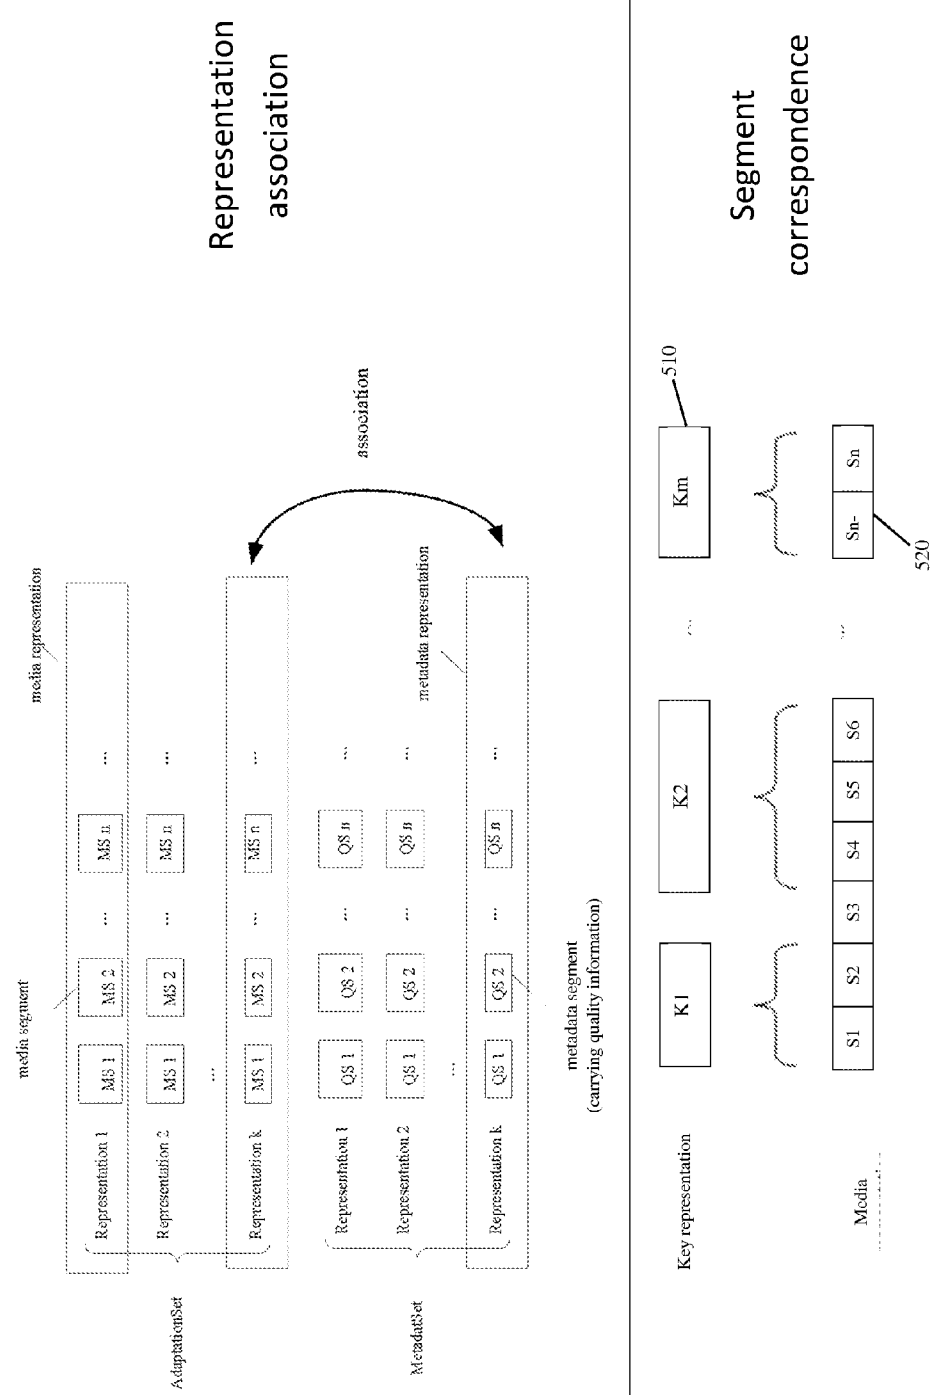 Representation
association
media segment
media representation
Representation 1
MS 1
MS 2
...
MS n
...
Representation 2
MS 1
MS 2
...
MS n
...
AdaptationSet
...
Representation k
MS 1
MS 2
...
MS n
...
association
Representation 1
QS 1
QS 2
...
QS n
...
Representation 2
QS 1
QS 2
...
QS n
...
MetadatSet
...
metadata representation
Representation k
QS 1
QS 2
...
QS n
...
metadata segment
(carrying quality information)
Segment
correspondence
Key representation
K1
K2
...
Km
510
Media
S1
S2
S3
S4
S5
S6
...
Sn-
Sn
520